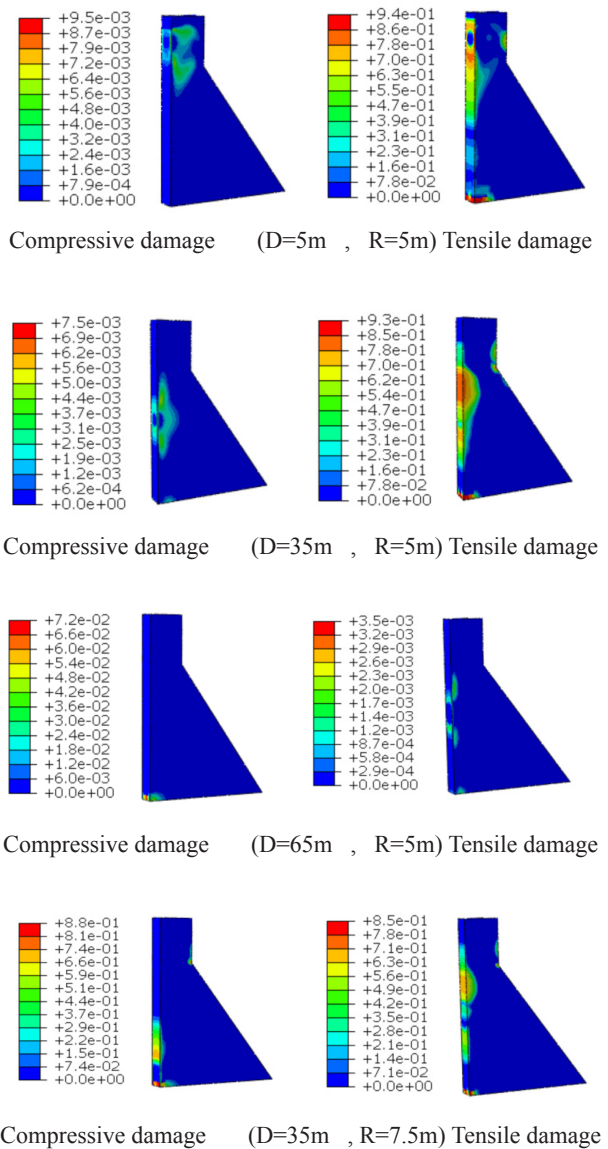 +9.5e-03
+8.7e-03
+7.9e-03
+7.2e-03
+6.4e-03
+5.6e-03
+4.8e-03
+4.0e-03
+3.2e-03
+2.4e-03
+1.6e-03
+7.9e-04
+0.0e+00
+9.4e-01
+8.6e-01
+7.8e-01
+7.0e-01
+6.3e-01
+5.5e-01
+4.7e-01
+3.9e-01
+3.1e-01
+2.3e-01
+1.6e-01
+7.8e-02
+0.0e+00
Compressive damage (D=5m , R=5m) Tensile damage
+7.5e-03
+6.9e-03
+6.2e-03
+5.6e-03
+5.0e-03
+4.4e-03
+3.7e-03
+3.1e-03
+2.5e-03
+1.9e-03
+1.2e-03
+6.2e-04
+0.0e+00
+9.3e-01
+8.5e-01
+7.8e-01
+7.0e-01
+6.2e-01
+5.4e-01
+4.7e-01
+3.9e-01
+3.1e-01
+2.3e-01
+1.6e-01
+7.8e-02
+0.0e+00
Compressive damage (D=35m , R=5m) Tensile damage
+7.2e-02
+6.6e-02
+6.0e-02
+5.4e-02
+4.8e-02
+4.2e-02
+3.6e-02
+3.0e-02
+2.4e-02
+1.8e-02
+1.2e-02
+6.0e-03
+0.0e+00
+3.5e-03
+3.2e-03
+2.9e-03
+2.6e-03
+2.3e-03
+2.0e-03
+1.7e-03
+1.4e-03
+1.2e-03
+8.7e-04
+5.8e-04
+2.9e-04
+0.0e+00
Compressive damage (D=65m , R=5m) Tensile damage
+8.8e-01
+8.1e-01
+7.4e-01
+6.6e-01
+5.9e-01
+5.1e-01
+4.4e-01
+3.7e-01
+2.9e-01
+2.2e-01
+1.5e-01
+7.4e-02
+0.0e+00
+8.5e-01
+7.8e-01
+7.1e-01
+6.3e-01
+5.6e-01
+4.9e-01
+4.2e-01
+3.5e-01
+2.8e-01
+2.1e-01
+1.4e-01
+7.1e-02
+0.0e+00
Compressive damage (D=35m , R=7.5m) Tensile damage